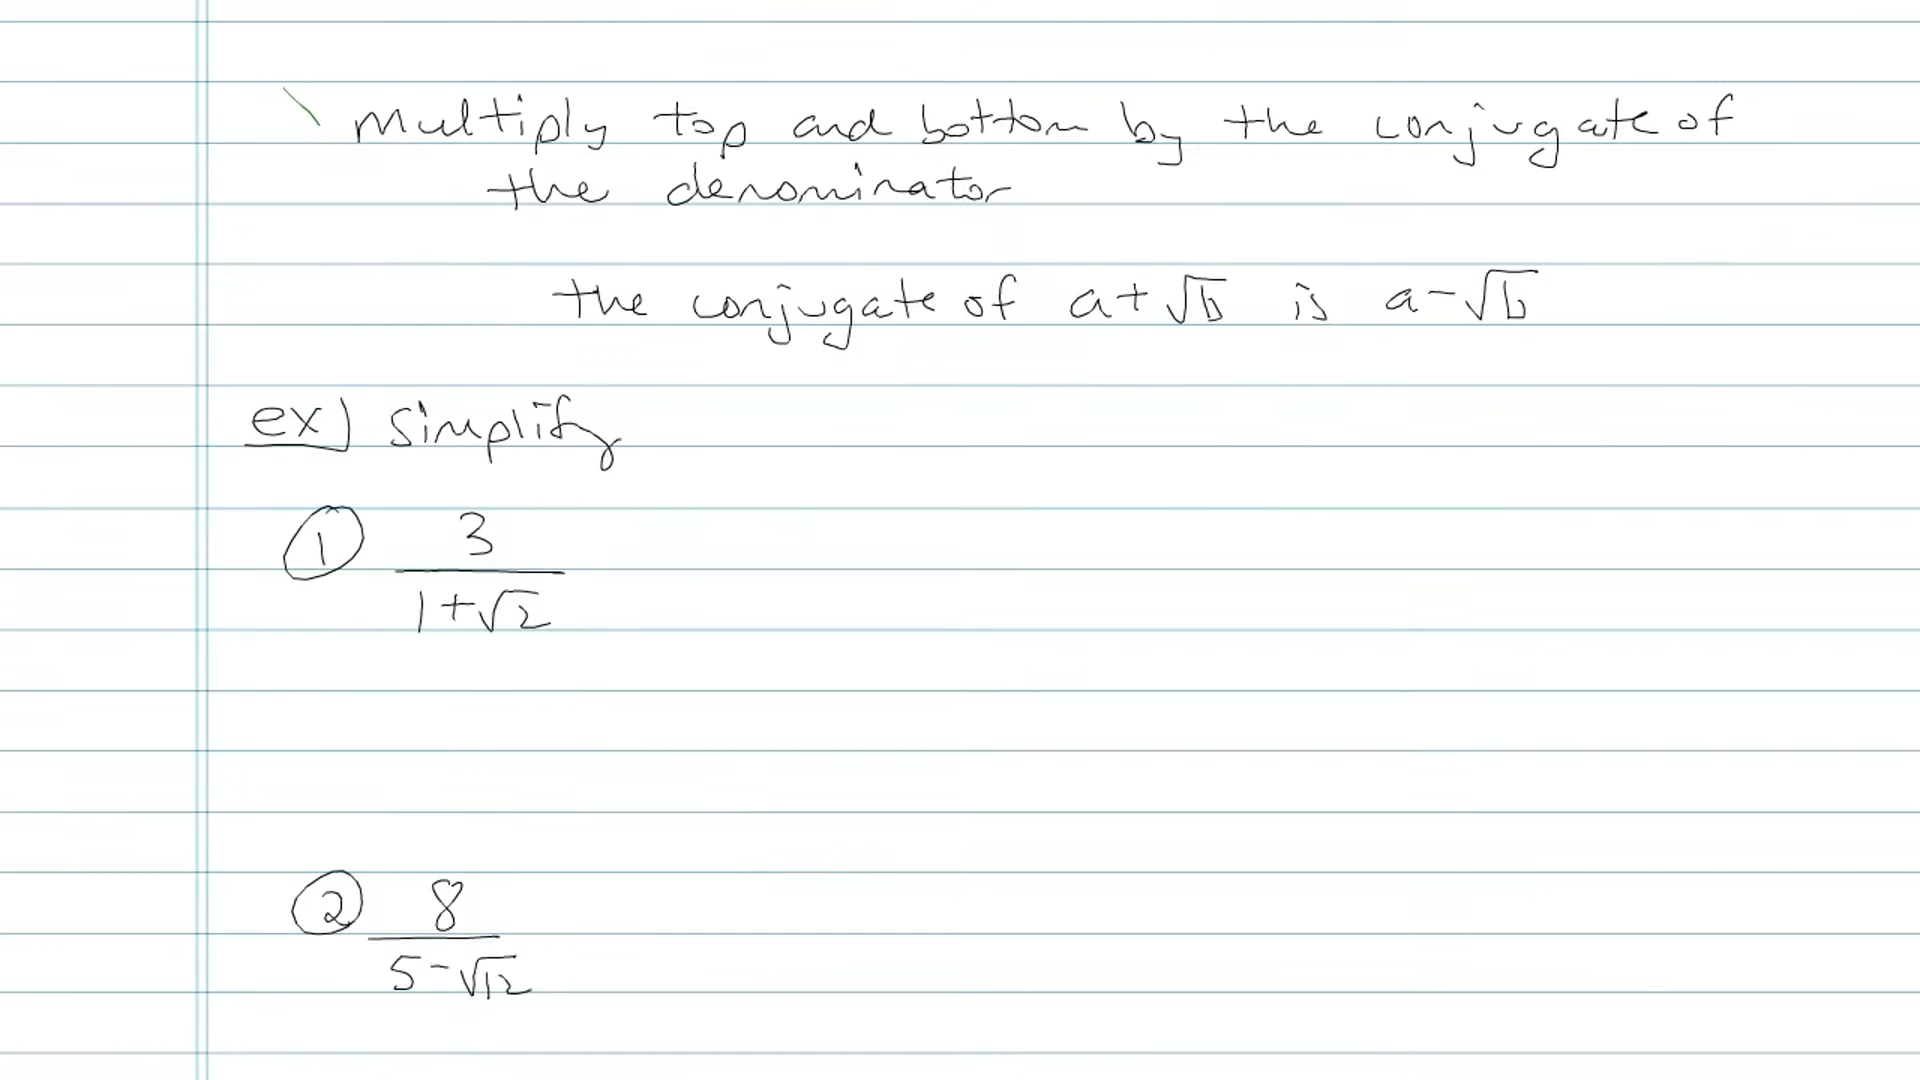 Multiply top and bottom by the conjugate of
the denominator
the conjugate of a+√b is a-√b
ex) simplify
① 3
1+√2
② 8
5-√12